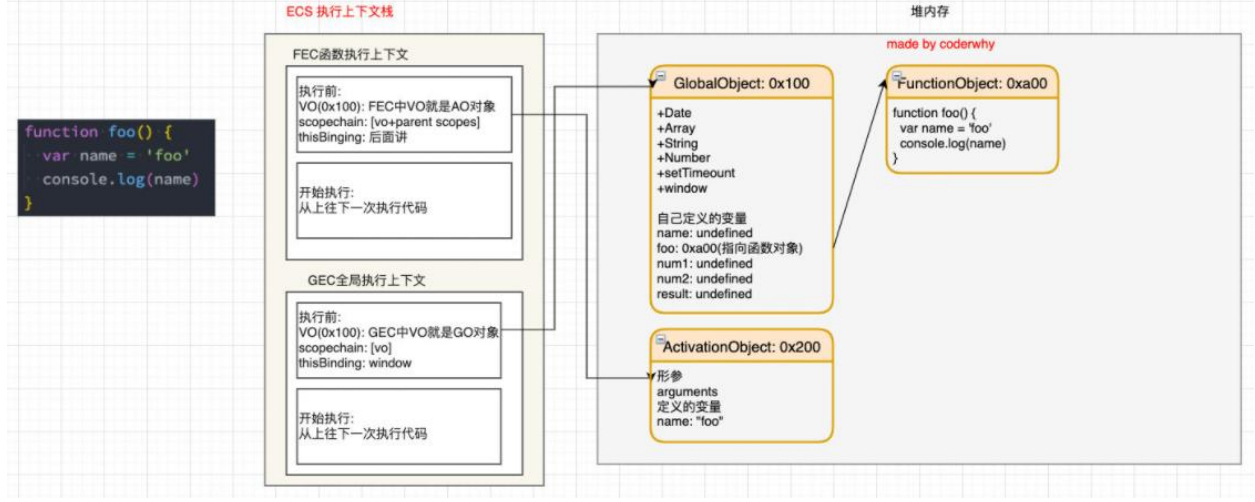 ECS 执行上下文栈
堆内存
function foo() {
var name = 'foo'
console.log(name)
}
FEC函数执行上下文
执行前:
VO(0x100): FEC中VO就是AO对象
scopechain: [vo+parent scopes]
thisBinging: 后面讲
开始执行:
从上往下一次执行代码
GEC全局执行上下文
执行前:
VO(0x100): GEC中VO就是GO对象
scopechain: [vo]
thisBinding: window
开始执行:
从上往下一次执行代码
made by coderwhy
GlobalObject: 0x100
+Date
+Array
+String
+Number
+setTimeount
+window
自己定义的变量
name: undefined
foo: 0xa00(指向函数对象)
num1: undefined
num2: undefined
result: undefined
FunctionObject: 0xa00
function foo() {
var name = 'foo'
console.log(name)
}
ActivationObject: 0x200
形参
arguments
定义的变量
name: "foo"